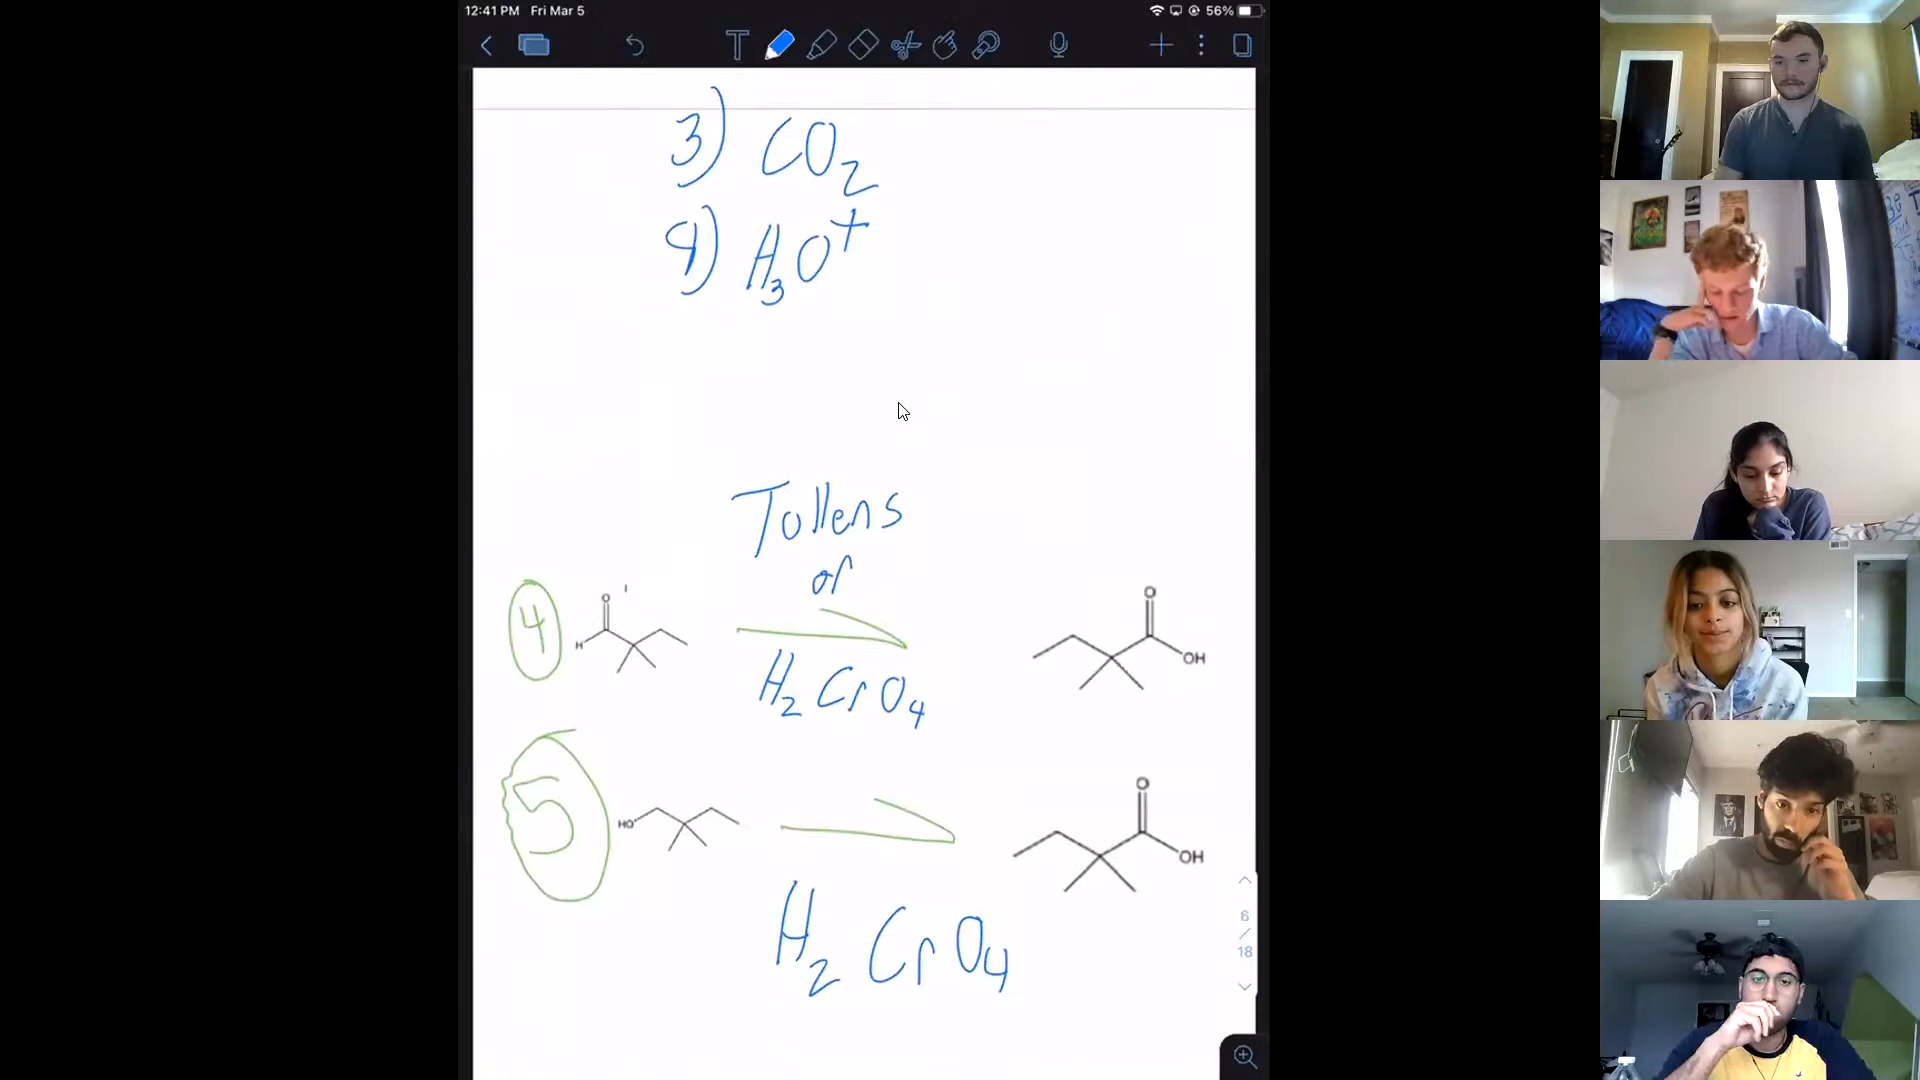 12:41 PM Fri Mar 5
56%
3) CO2
4) H3O+
Tollens
or
4
O
H
H2CrO4
O
OH
5
HO
O
OH
H2CrO4
6
/
18